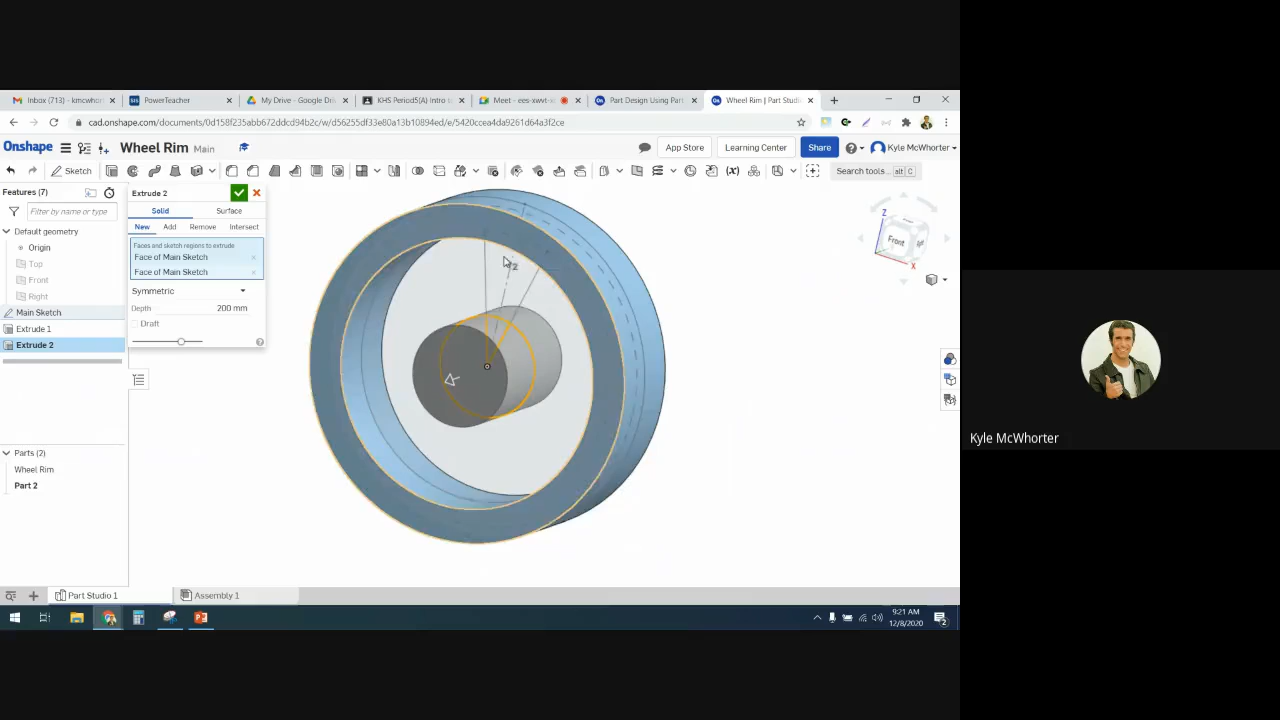 Inbox (713) - kmcwhor
PowerTeacher
My Drive - Google Dri
KHS Period5(A) Intro t
Meet - ees-xwvt-x
Part Design Using Part
Wheel Rim | Part Studi
cad.onshape.com/documents/0d158f235abb672ddcd94b2c/w/d56255df33e80a13b10894ed/e/5420ccea4da9261d64a3f2ce
Onshape
Wheel Rim Main
App Store
Learning Center
Share
Kyle McWhorter
Sketch
Search tools...
alt C
Features (7)
Filter by name or type
Default geometry
Origin
Top
Front
Right
Main Sketch
Extrude 1
Extrude 2
Extrude 2
Solid
Surface
New
Add
Remove
Intersect
Faces and sketch regions to extrude
Face of Main Sketch
Face of Main Sketch
Symmetric
Depth
200 mm
Draft
Z
Front
X
Parts (2)
Wheel Rim
Part 2
Kyle McWhorter
Part Studio 1
Assembly 1
9:21 AM
12/8/2020
2